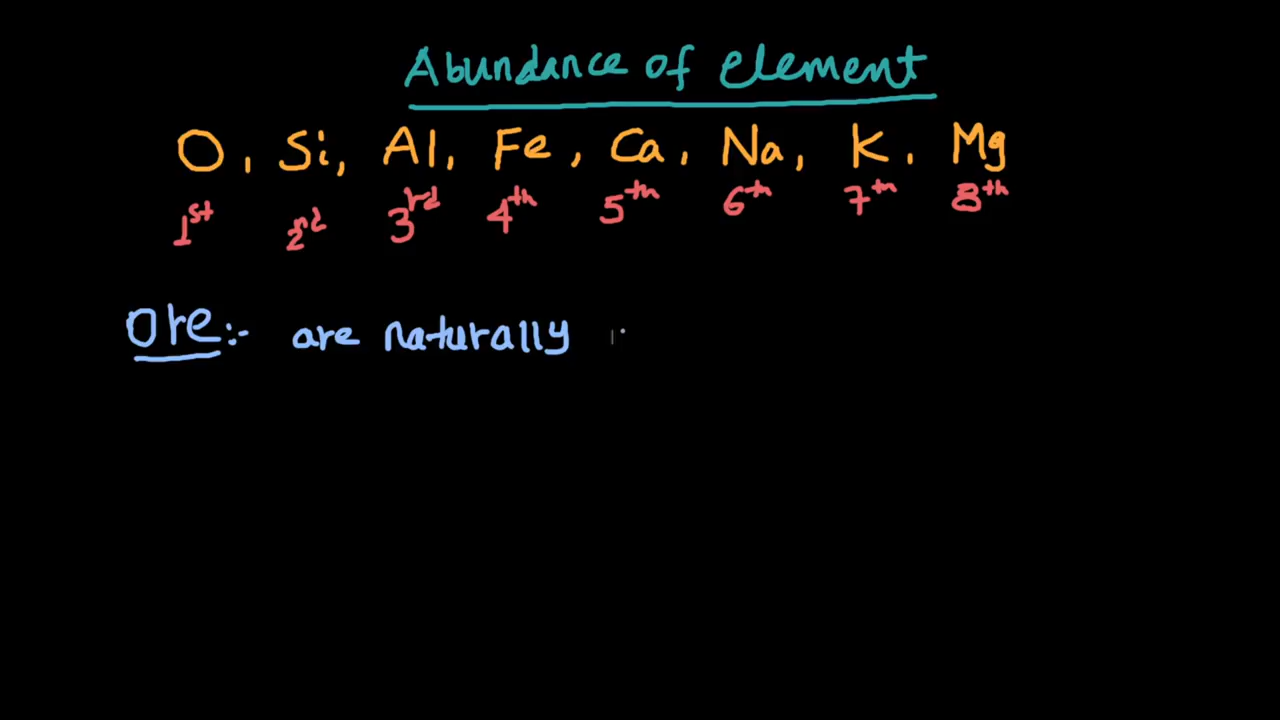 Abundance of element
O, Si, Al, Fe, Ca, Na, K, Mg
1st 2nd 3rd 4th 5th 6th 7th 8th
Ore:- are naturally